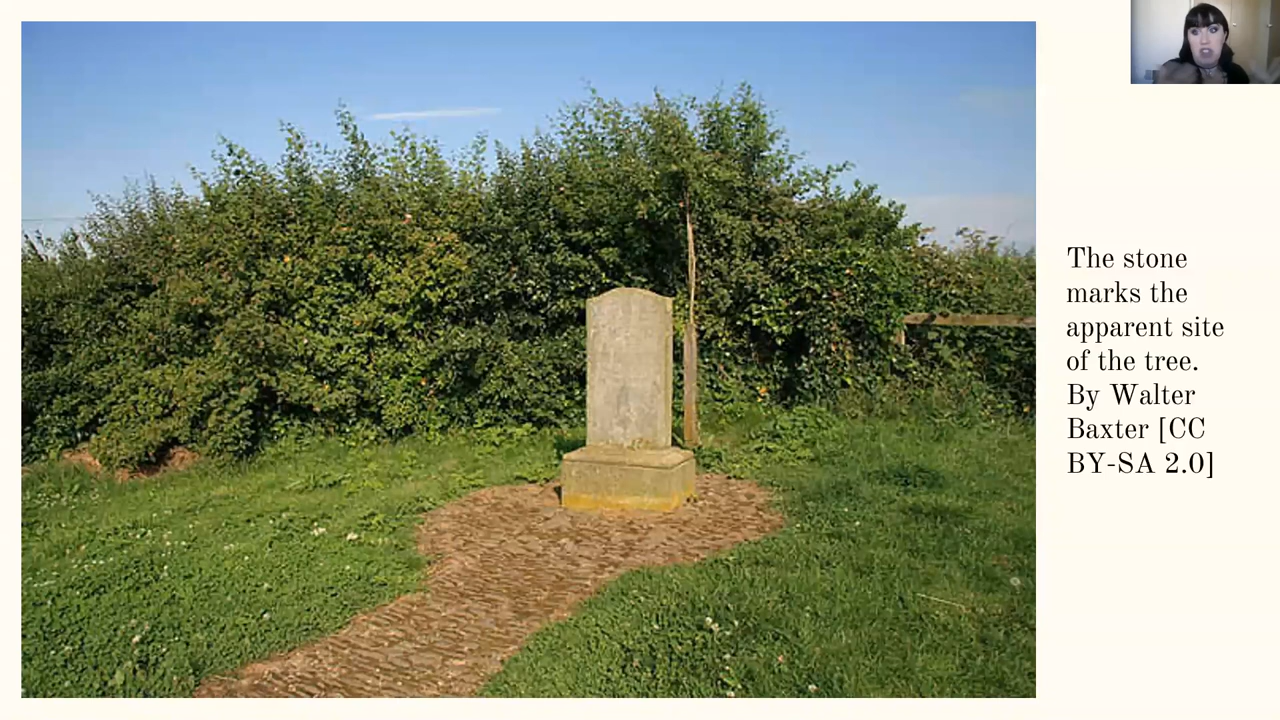 The stone
marks the
apparent site
of the tree.
By Walter
Baxter [CC
BY-SA 2.0]